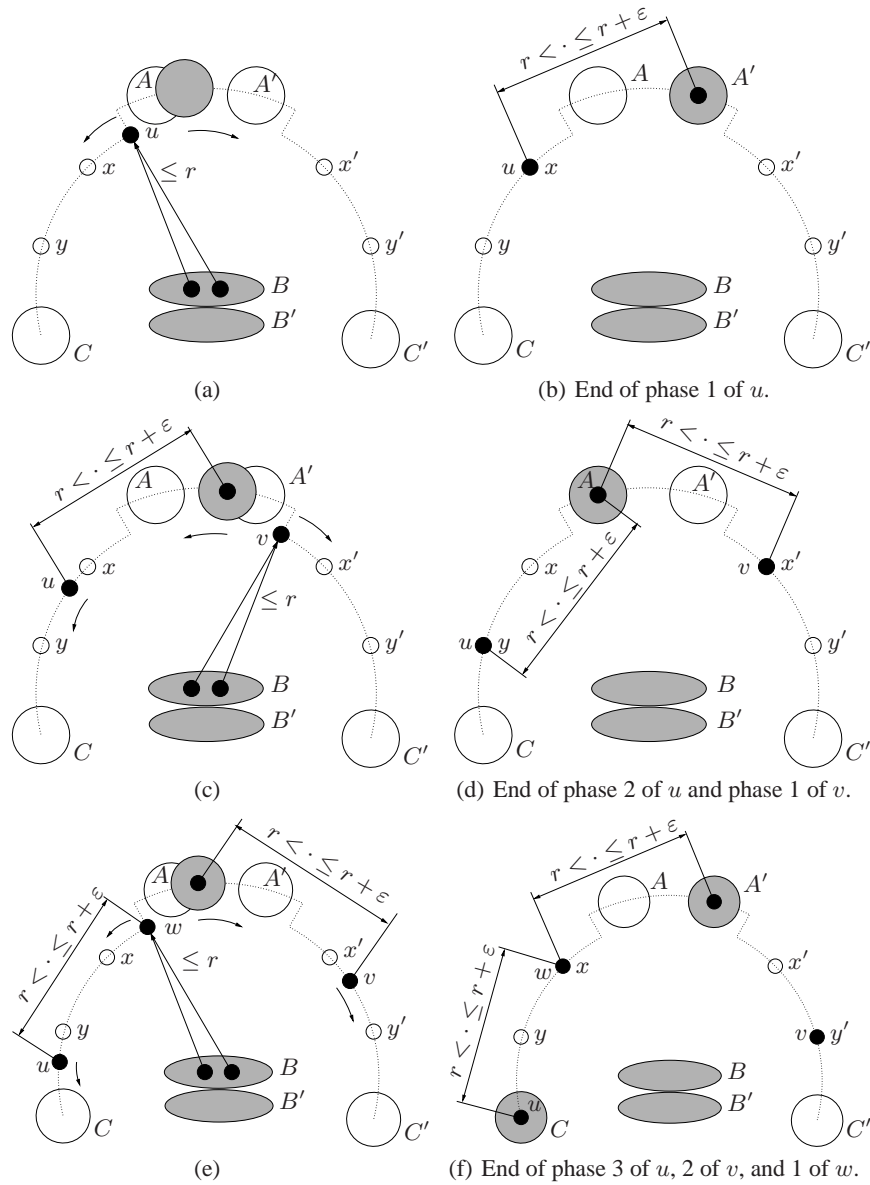 A
A′
u
x
≤ r
x′
y
y′
B
B′
C
C′
(a)
r < · ≤ r + ε
A
A′
u
x
x′
y
y′
B
B′
C
C′
(b) End of phase 1 of u.
r < · ≤ r + ε
A
A′
v
u
x
≤ r
x′
y
y′
B
B′
C
C′
(c)
r < · ≤ r + ε
A
A′
x
v
x′
r < · ≤ r + ε
u
y
y′
B
B′
C
C′
(d) End of phase 2 of u and phase 1 of v.
r < · ≤ r + ε
A
A′
r < · ≤ r + ε
w
x
≤ r
x′
v
y
y′
u
B
B′
C
C′
(e)
r < · ≤ r + ε
A
A′
w
x
x′
r < · ≤ r + ε
y
v
y′
B
B′
u
C
C′
(f) End of phase 3 of u, 2 of v, and 1 of w.